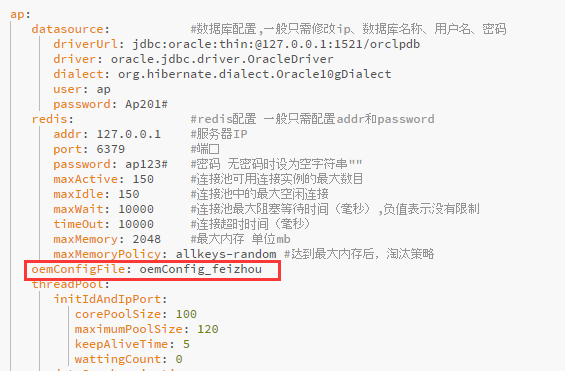 ap:
datasource: #数据库配置,一般只需修改ip、数据库名称、用户名、密码
driverUrl: jdbc:oracle:thin:@127.0.0.1:1521/orclpdb
driver: oracle.jdbc.driver.OracleDriver
dialect: org.hibernate.dialect.Oracle10gDialect
user: ap
password: Ap201#
redis: #redis配置 一般只需配置addr和password
addr: 127.0.0.1 #服务器IP
port: 6379 #端口
password: ap123# #密码 无密码时设为空字符串""
maxActive: 150 #连接池可用连接实例的最大数目
maxIdle: 150 #连接池中的最大空闲连接
maxWait: 10000 #连接池最大阻塞等待时间（毫秒）,负值表示没有限制
timeOut: 10000 #连接超时时间（毫秒）
maxMemory: 2048 #最大内存 单位mb
maxMemoryPolicy: allkeys-random #达到最大内存后，淘汰策略
oemConfigFile: oemConfig_feizhou
threadPool:
initIdAndIpPort:
corePoolSize: 100
maximumPoolSize: 120
keepAliveTime: 5
wattingCount: 0